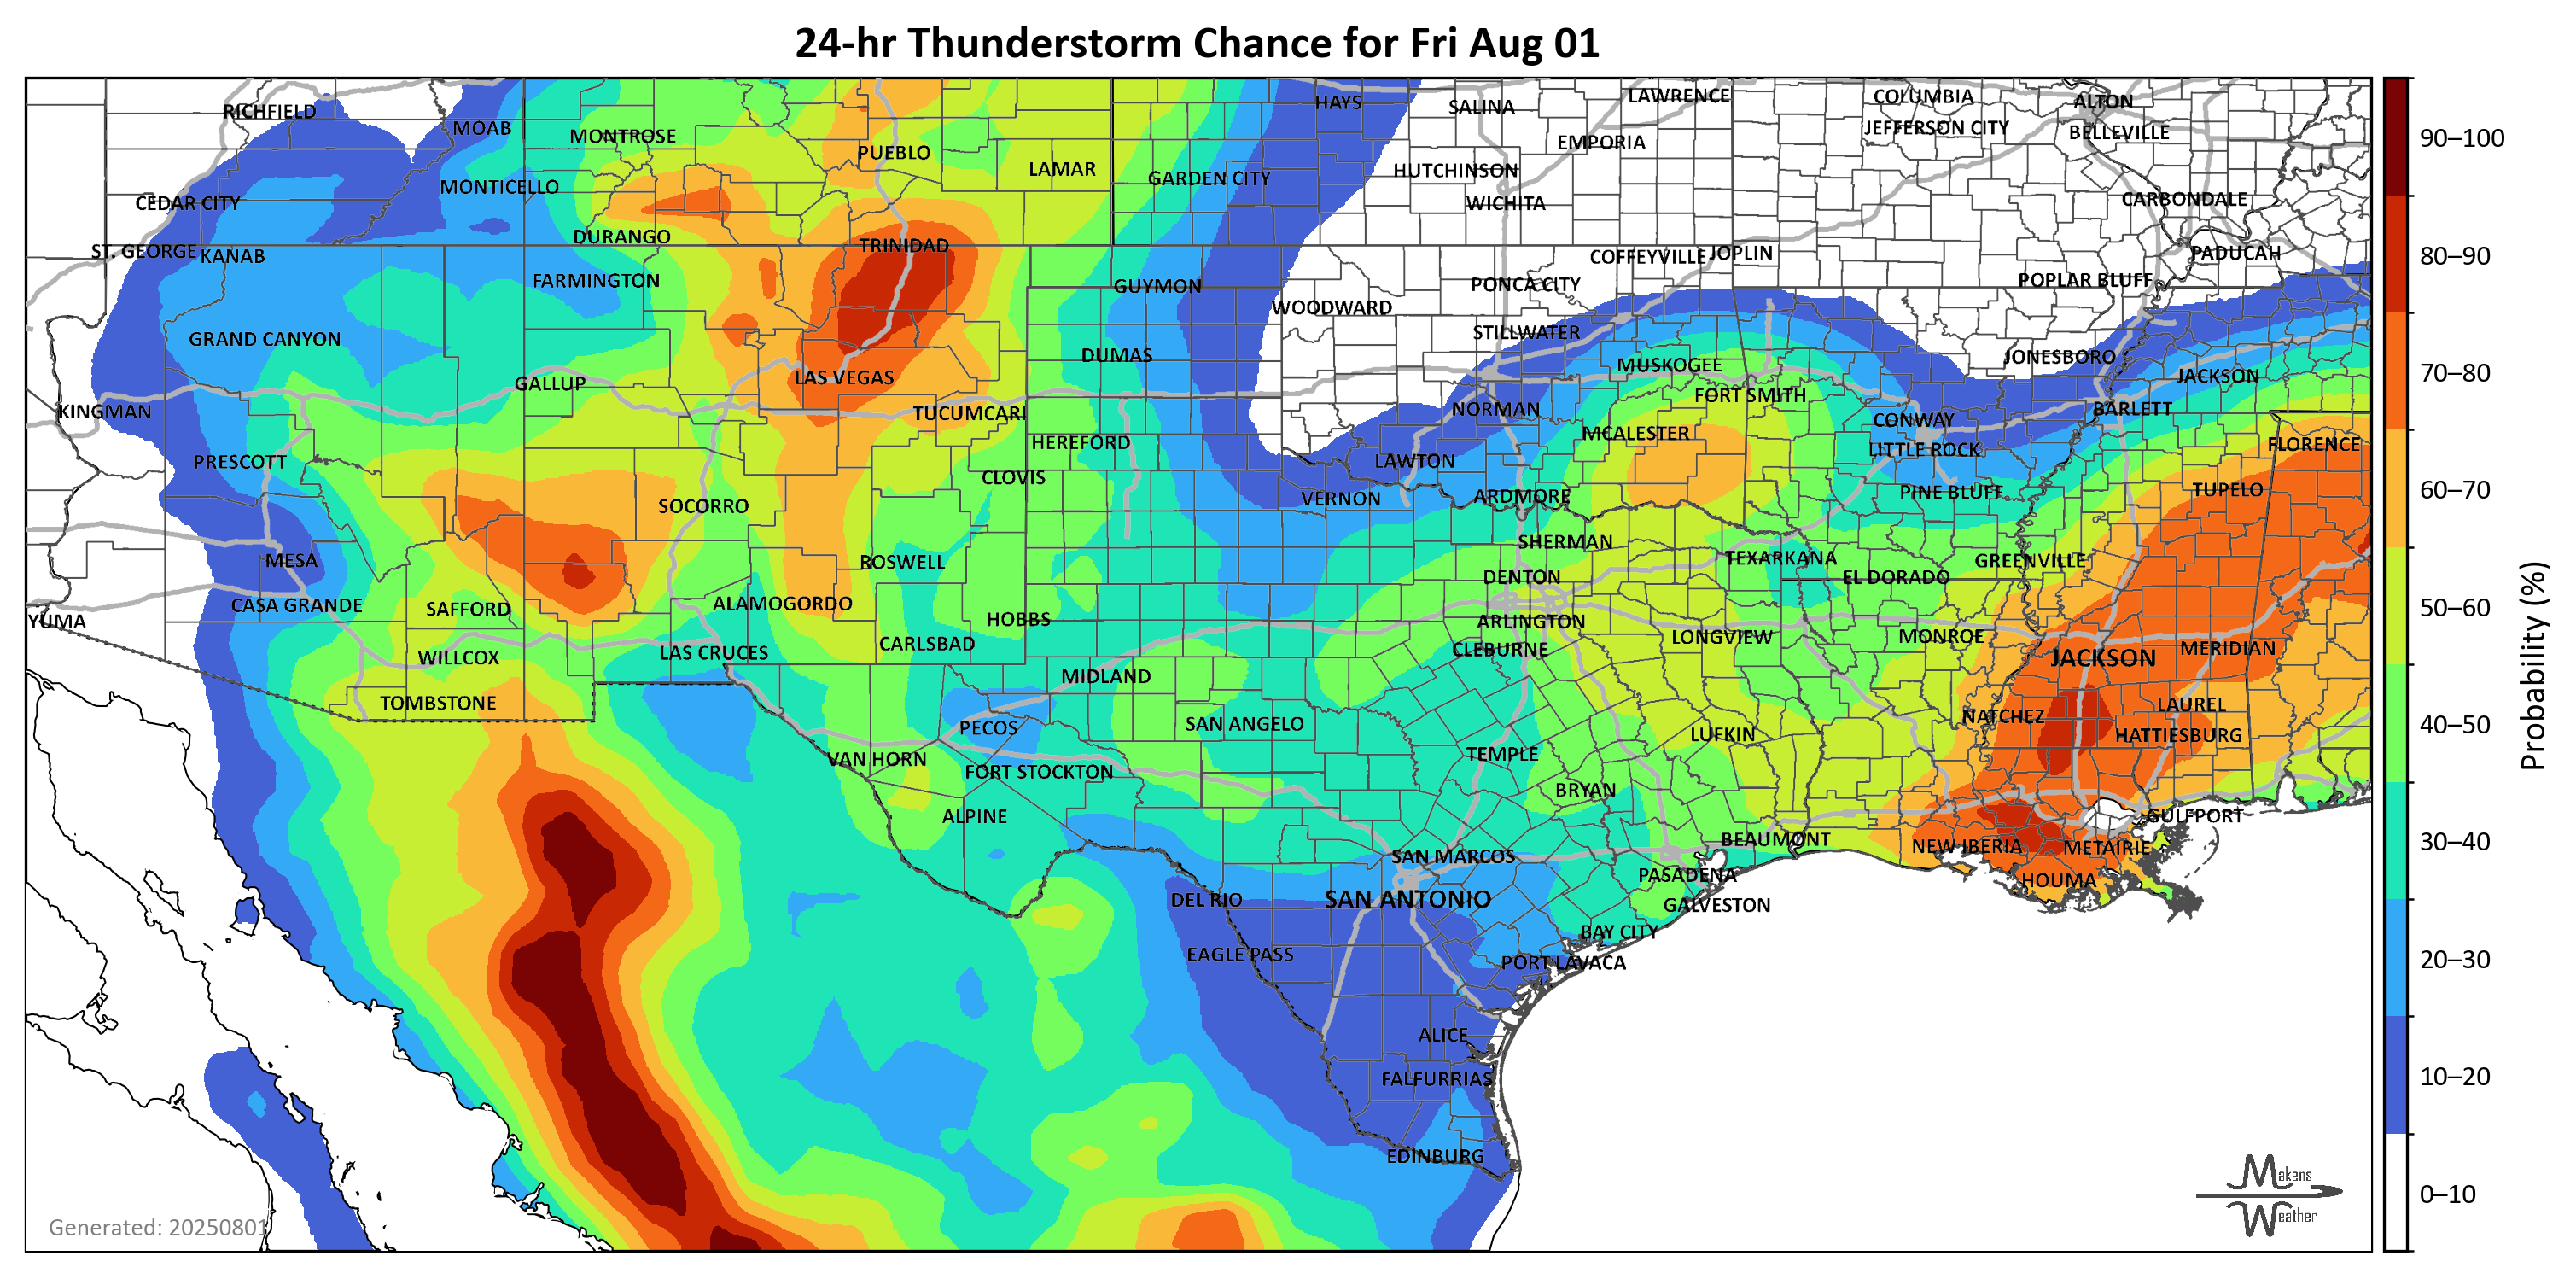 24-hr Thunderstorm Chance for Fri Aug 01
RICHFIELD
MOAB
MONTROSE
PUEBLO
LAMAR
GARDEN CITY
HAYS
SALINA
LAWRENCE
EMPORIA
COLUMBIA
JEFFERSON CITY
ALTON
BELLEVILLE
HUTCHINSON
WICHITA
CARBONDALE
CEDAR CITY
MONTICELLO
ST. GEORGE
KANAB
DURANGO
TRINIDAD
FARMINGTON
GUYMON
WOODWARD
PONCA CITY
COFFEYVILLE
JOPLIN
POPLAR BLUFF
PADUCAH
GRAND CANYON
DUMAS
STILLWATER
MUSKOGEE
JONESBORO
JACKSON
KINGMAN
GALLUP
LAS VEGAS
TUCUMCARI
NORMAN
FORT SMITH
CONWAY
BARLETT
PRESCOTT
HEREFORD
CLOVIS
LAWTON
MCALESTER
LITTLE ROCK
FLORENCE
SOCORRO
VERNON
ARDMORE
PINE BLUFF
TUPELO
MESA
ROSWELL
SHERMAN
TEXARKANA
DENTON
EL DORADO
GREENVILLE
YUMA
CASA GRANDE
SAFFORD
ALAMOGORDO
HOBBS
ARLINGTON
LONGVIEW
MONROE
WILLCOX
LAS CRUCES
CARLSBAD
CLEBURNE
JACKSON
MERIDIAN
TOMBSTONE
MIDLAND
PECOS
SAN ANGELO
LUFKIN
NATCHEZ
LAUREL
HATTIESBURG
VAN HORN
FORT STOCKTON
TEMPLE
BRYAN
ALPINE
BEAUMONT
GULFPORT
SAN MARCOS
NEW IBERIA
METAIRIE
DEL RIO
SAN ANTONIO
PASADENA
GALVESTON
HOUMA
EAGLE PASS
BAY CITY
PORT LAVACA
ALICE
FALFURRIAS
EDINBURG
Generated: 20250801
Makens
Weather
90–100
80–90
70–80
60–70
50–60
40–50
30–40
20–30
10–20
0–10
Probability (%)